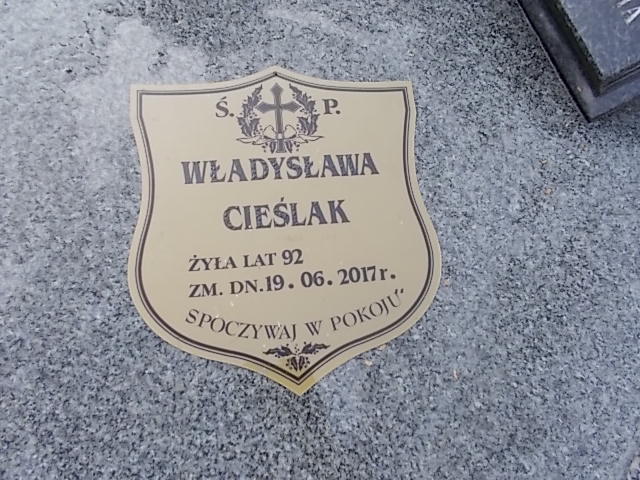 Ś. P.
WŁADYSŁAWA
CIEŚLAK
ŻYŁA LAT 92
ZM. DN. 19. 06. 2017 r.
SPOCZYWAJ W POKOJU"